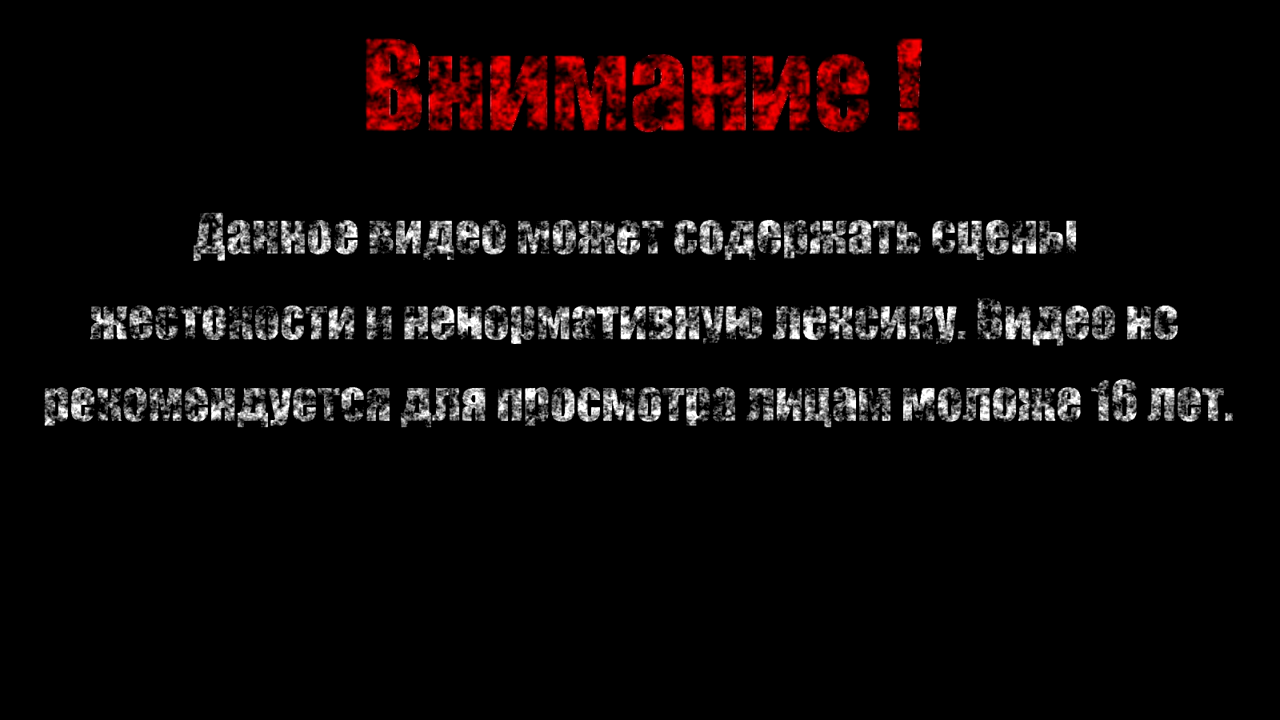 Внимание !
Данное видео может содержать сцены
жестокости и ненормативную лексику. Видео не
рекомендуется для просмотра лицам моложе 16 лет.